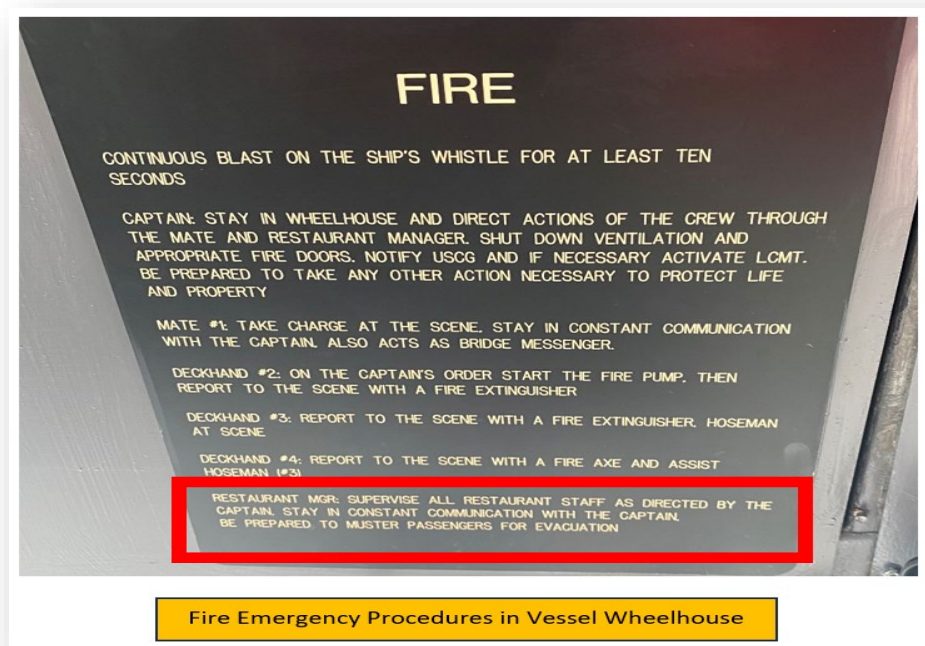 FIRE
CONTINUOUS BLAST ON THE SHIP'S WHISTLE FOR AT LEAST TEN
SECONDS
CAPTAIN: STAY IN WHEELHOUSE AND DIRECT ACTIONS OF THE CREW THROUGH
THE MATE AND RESTAURANT MANAGER. SHUT DOWN VENTILATION AND
APPROPRIATE FIRE DOORS. NOTIFY USCG AND IF NECESSARY ACTIVATE LCMT.
BE PREPARED TO TAKE ANY OTHER ACTION NECESSARY TO PROTECT LIFE
AND PROPERTY
MATE #1: TAKE CHARGE AT THE SCENE. STAY IN CONSTANT COMMUNICATION
WITH THE CAPTAIN. ALSO ACTS AS BRIDGE MESSENGER.
DECKHAND #2: ON THE CAPTAIN'S ORDER START THE FIRE PUMP, THEN
REPORT TO THE SCENE WITH A FIRE EXTINGUISHER
DECKHAND #3: REPORT TO THE SCENE WITH A FIRE EXTINGUISHER, HOSEMAN
AT SCENE
DECKHAND #4: REPORT TO THE SCENE WITH A FIRE AXE AND ASSIST
HOSEMAN (#3)
RESTAURANT MGR: SUPERVISE ALL RESTAURANT STAFF AS DIRECTED BY THE
CAPTAIN. STAY IN CONSTANT COMMUNICATION WITH THE CAPTAIN.
BE PREPARED TO MUSTER PASSENGERS FOR EVACUATION
Fire Emergency Procedures in Vessel Wheelhouse